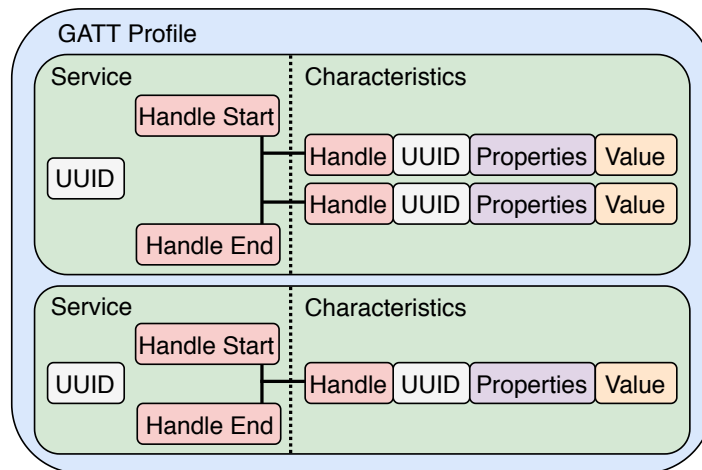 GATT Profile
Service
Characteristics
Handle Start
Handle UUID Properties Value
UUID
Handle UUID Properties Value
Handle End
Service
Characteristics
Handle Start
UUID
Handle UUID Properties Value
Handle End